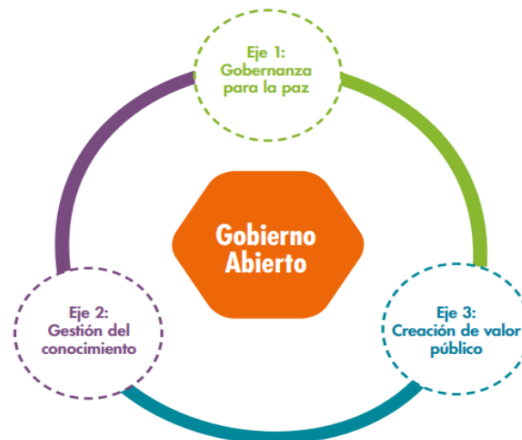 Eje 1:
Gobernanza
para la paz
Gobierno
Abierto
Eje 2:
Gestión del
conocimiento
Eje 3:
Creación de valor
público